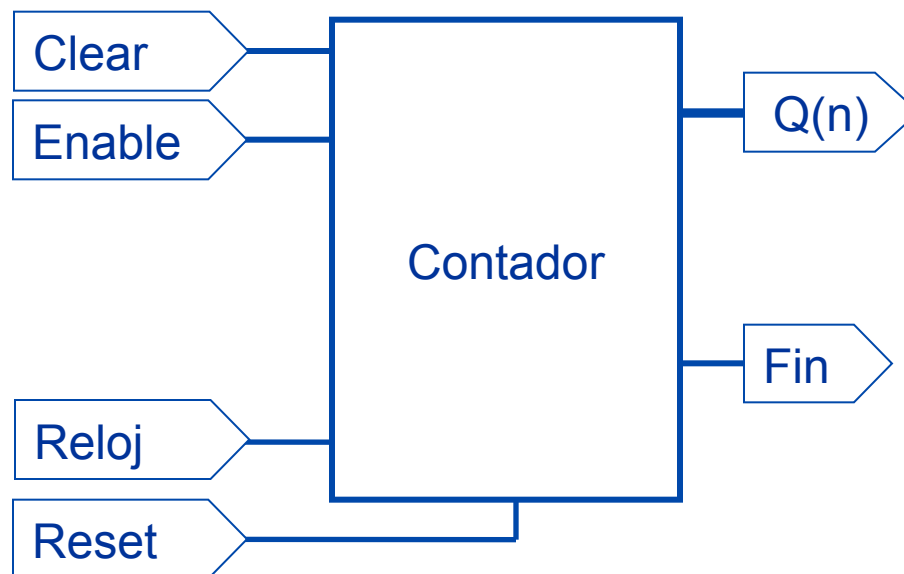 Clear
Enable
Q(n)
Contador
Fin
Reloj
Reset